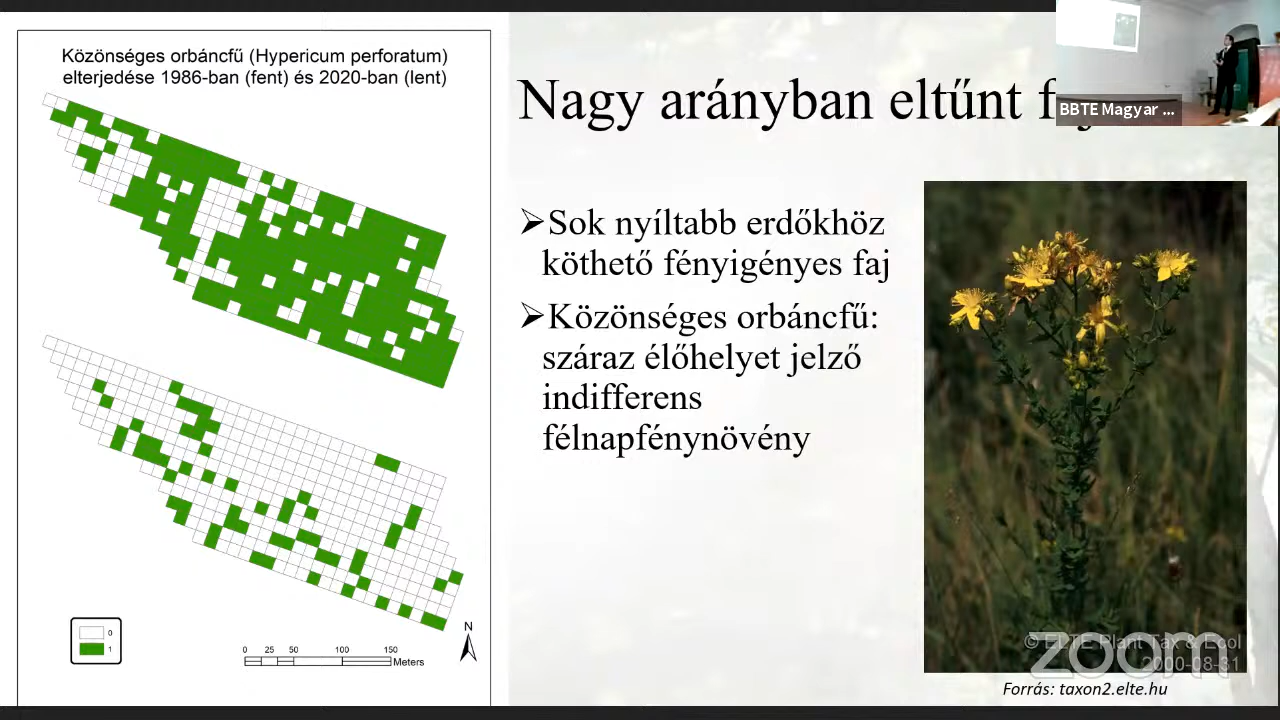 Közönséges orbáncfű (Hypericum perforatum)
elterjedése 1986-ban (fent) és 2020-ban (lent)
0
1
0 25 50 100 150
Meters
N
Nagy arányban eltűnt
BBTE Magyar ...
➢Sok nyíltabb erdőkhöz
köthető fényigényes faj
➢Közönséges orbáncfű:
száraz élőhelyet jelző
indifferens
félnapfénynövény
© ELTE Plant Tax & Ecol
zoom
2000-08-31
Forrás: taxon2.elte.hu